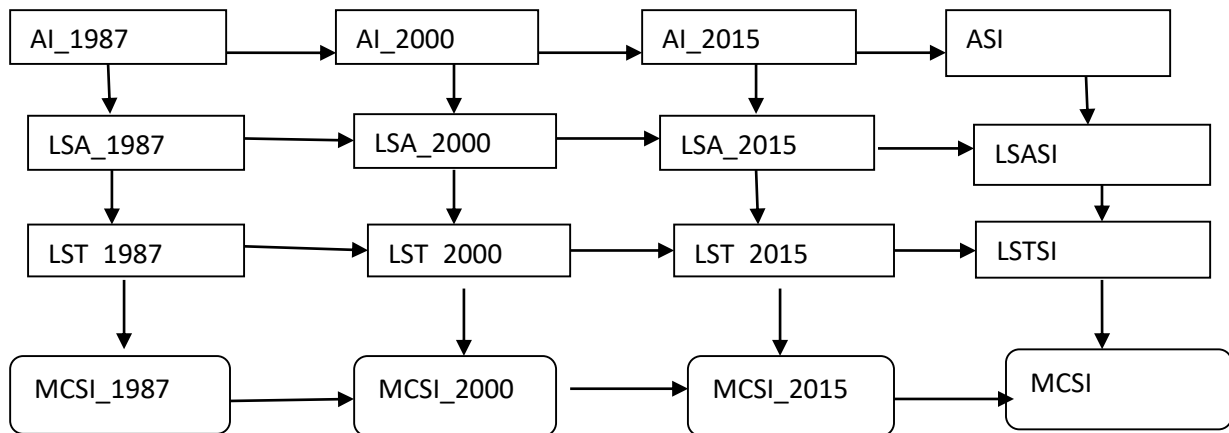 AI_1987
AI_2000
AI_2015
ASI
LSA_1987
LSA_2000
LSA_2015
LSASI
LST 1987
LST 2000
LST 2015
LSTSI
MCSI_1987
MCSI_2000
MCSI_2015
MCSI